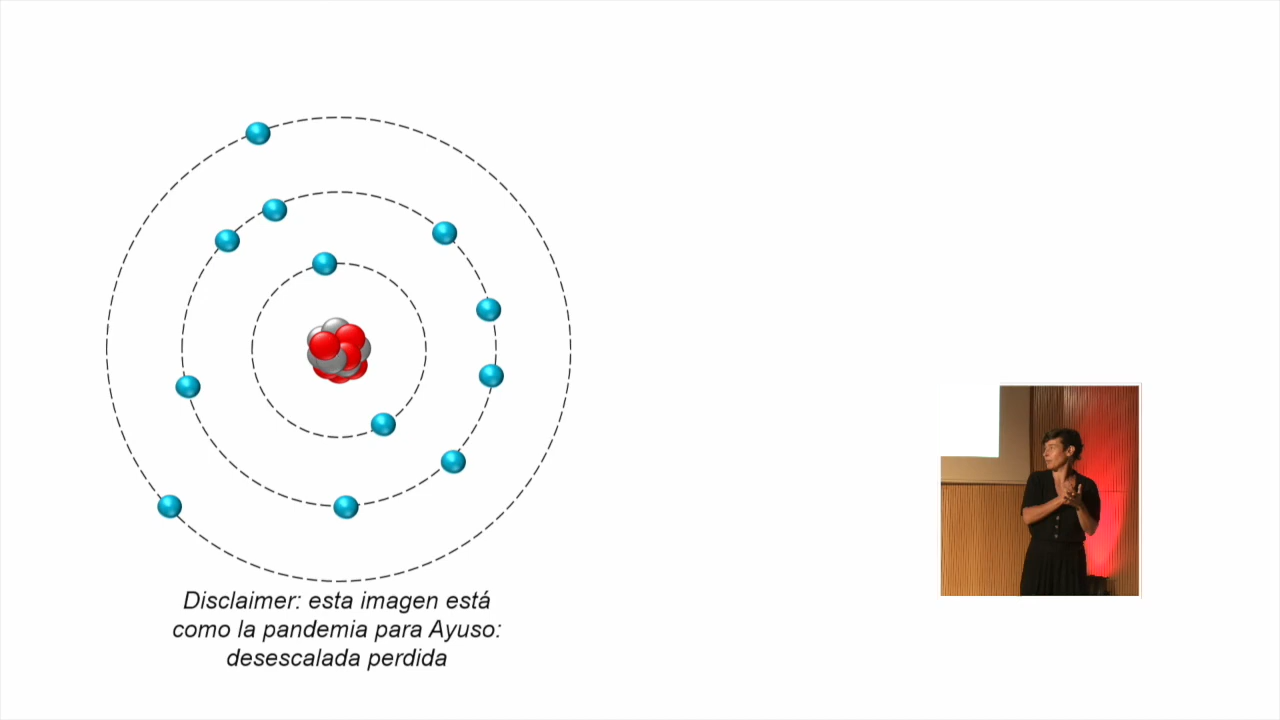 Disclaimer: esta imagen está
como la pandemia para Ayuso:
desescalada perdida